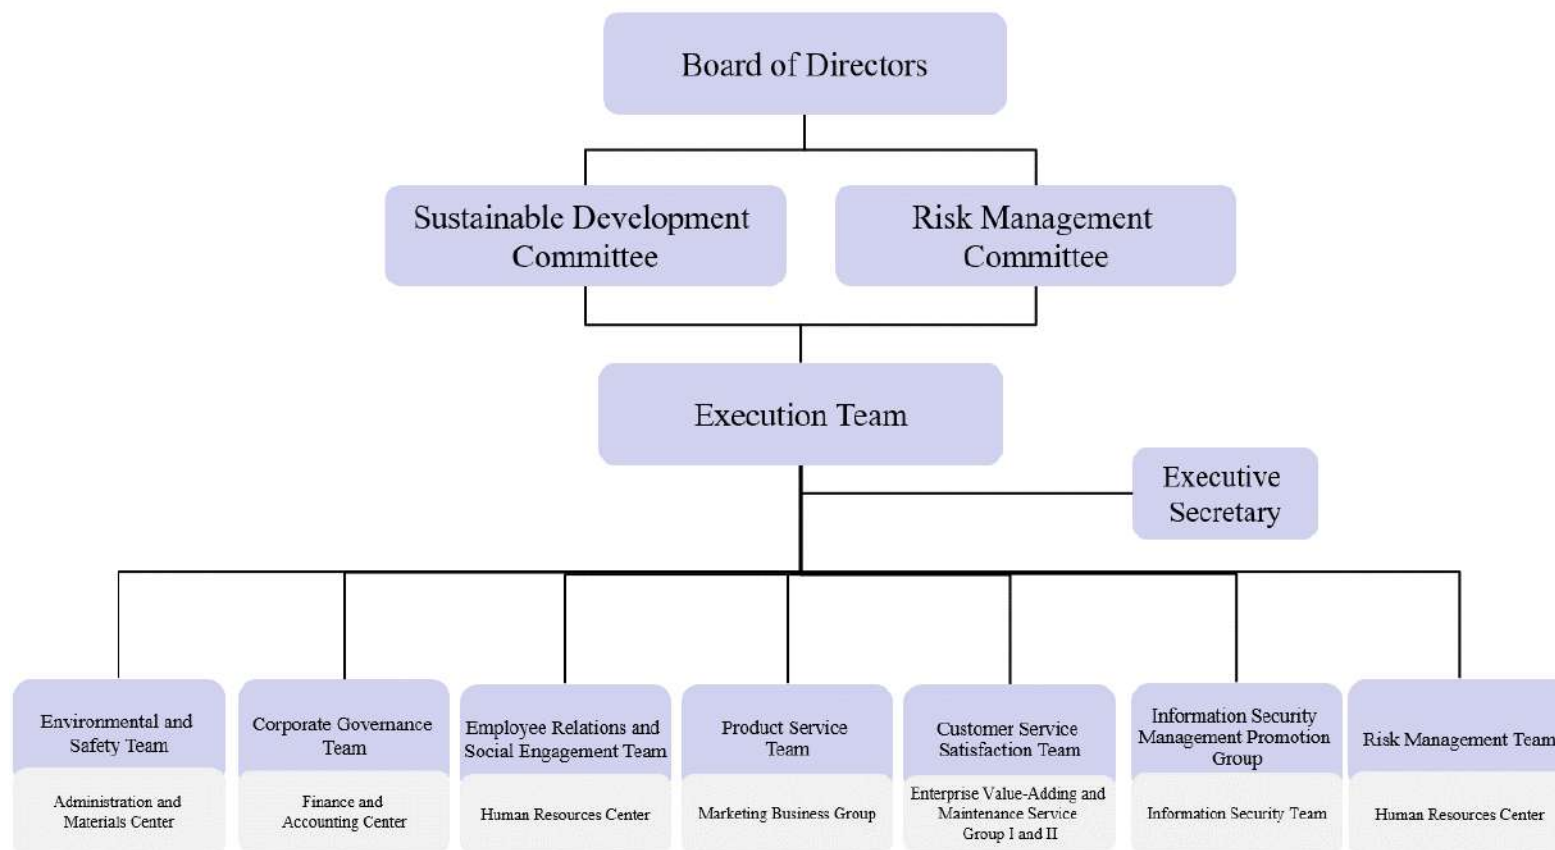 Board of Directors
Sustainable Development
Committee
Risk Management
Committee
Execution Team
Executive
Secretary
Environmental and
Safety Team
Administration and
Materials Center
Corporate Governance
Team
Finance and
Accounting Center
Employee Relations and
Social Engagement Team
Human Resources Center
Product Service
Team
Marketing Business Group
Customer Service
Satisfaction Team
Enterprise Value-Adding and
Maintenance Service
Group I and II
Information Security
Management Promotion
Group
Information Security Team
Risk Management Team
Human Resources Center